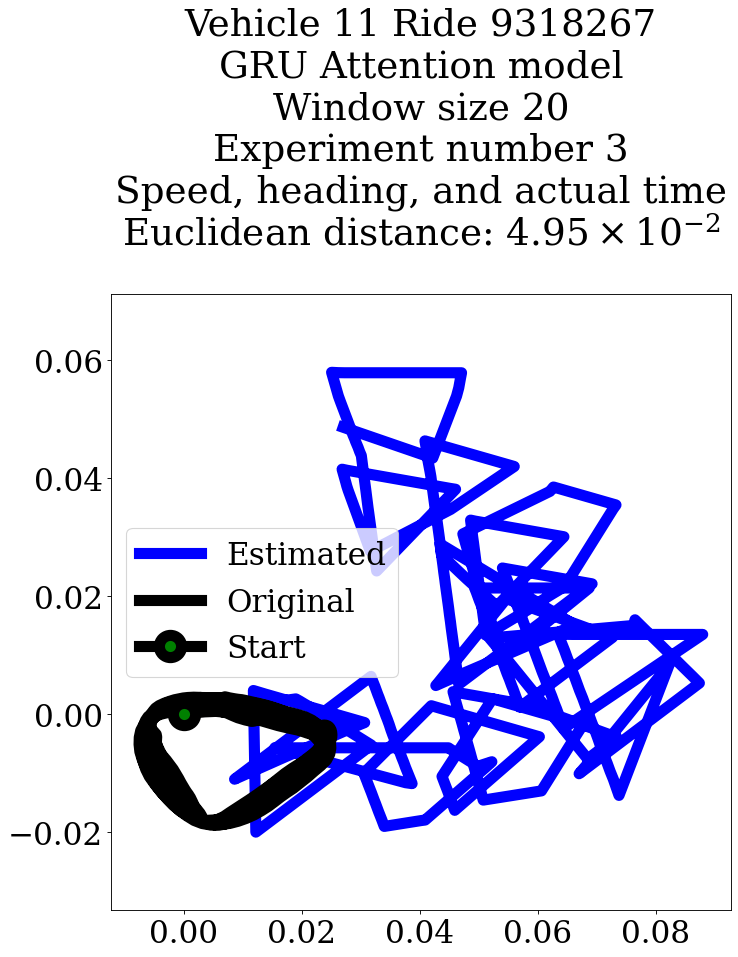 Vehicle 11 Ride 9318267
GRU Attention model
Window size 20
Experiment number 3
Speed, heading, and actual time
Euclidean distance: 4.95 × 10⁻²
0.06
0.04
0.02
0.00
−0.02
Estimated
Original
Start
0.00 0.02 0.04 0.06 0.08